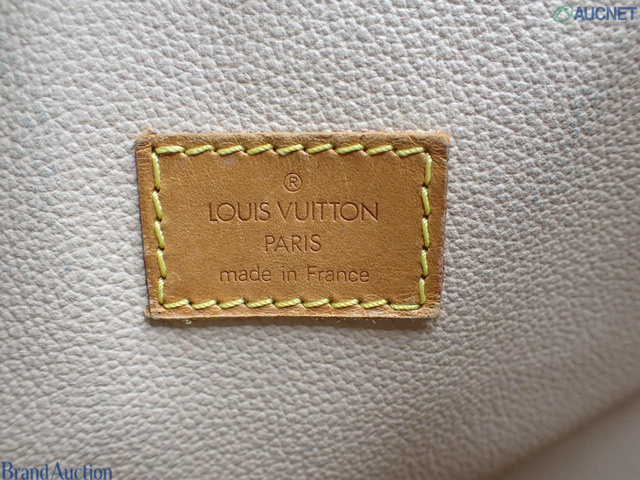 AUCNET
®
LOUIS VUITTON
PARIS
made in France
Brand Auction